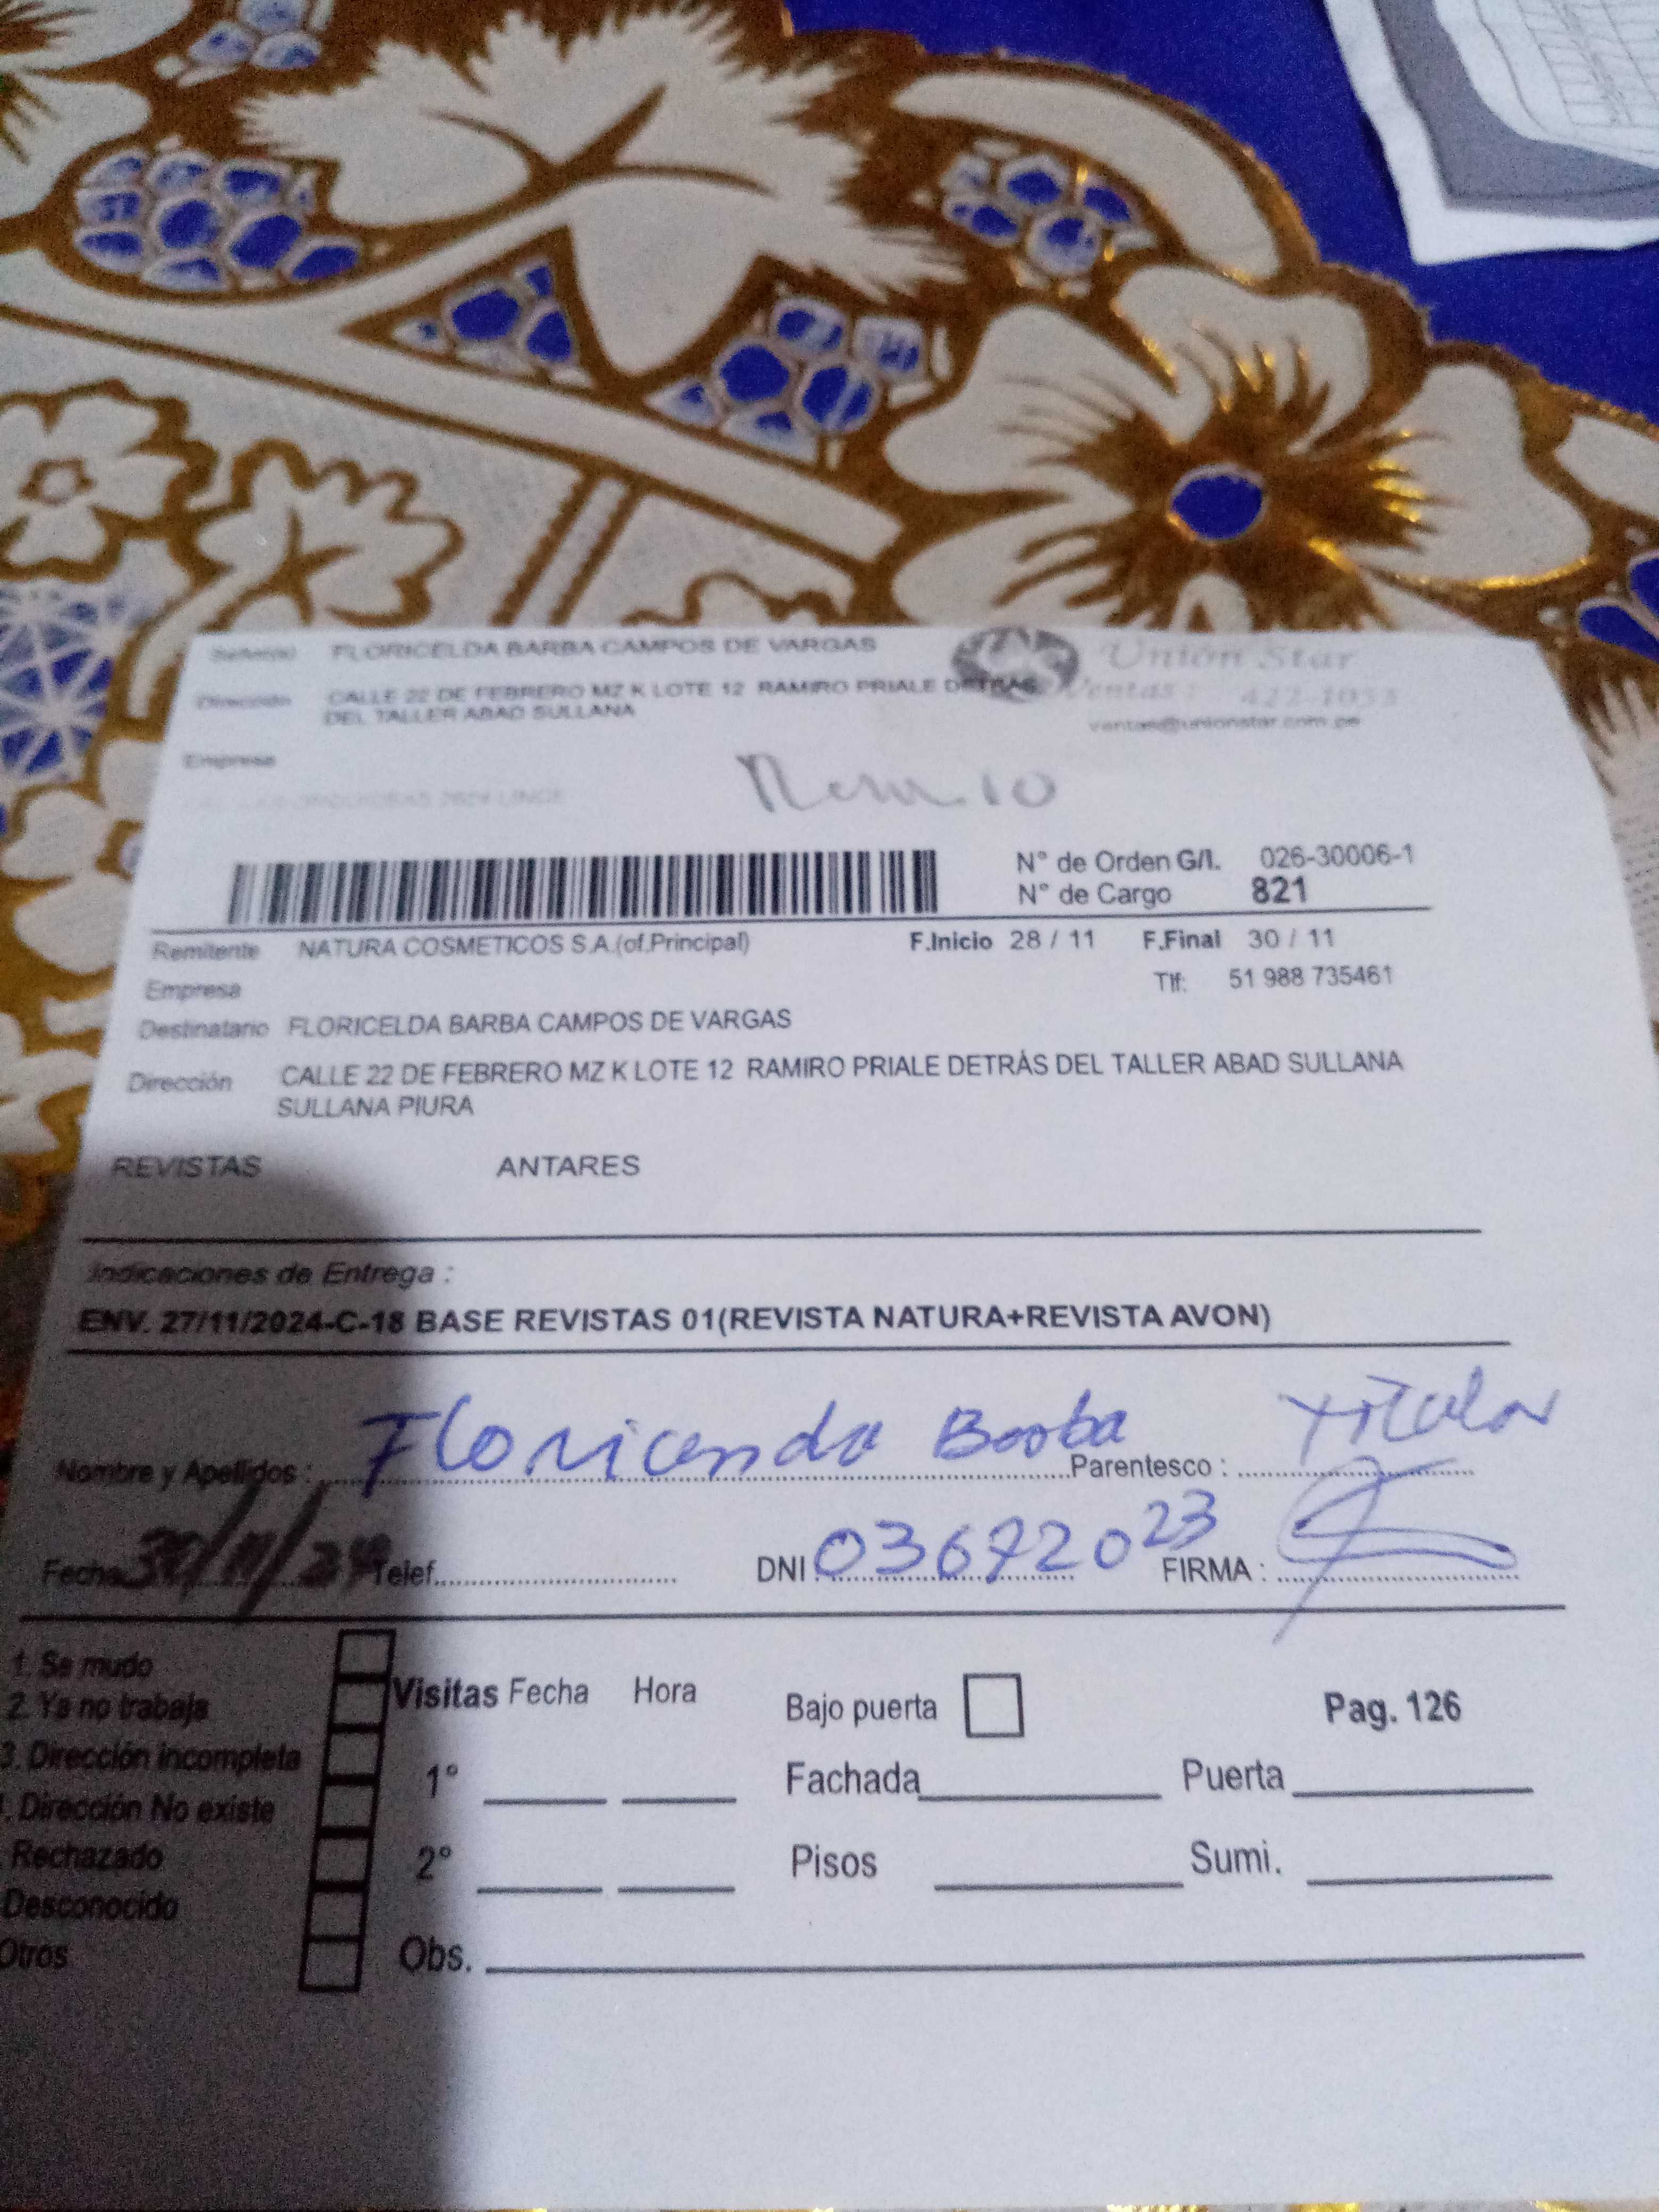 Señor(a) FLORICELDA BARBA CAMPOS DE VARGAS
Unión Star
Dirección CALLE 22 DE FEBRERO MZ K LOTE 12 RAMIRO PRIALE DETRÁS
DEL TALLER ABAD SULLANA
Ventas: 422-1033
ventas@unionstar.com.pe
Empresa
N° de Orden G/I. 026-30006-1
N° de Cargo 821
Remitente NATURA COSMETICOS S.A.(of.Principal) F.Inicio 28 / 11 F.Final 30 / 11
Empresa Tlf: 51 988 735461
Destinatario FLORICELDA BARBA CAMPOS DE VARGAS
Dirección CALLE 22 DE FEBRERO MZ K LOTE 12 RAMIRO PRIALE DETRÁS DEL TALLER ABAD SULLANA
SULLANA PIURA
REVISTAS ANTARES
Indicaciones de Entrega :
ENV. 27/11/2024-C-18 BASE REVISTAS 01(REVISTA NATURA+REVISTA AVON)
Nombre y Apellidos : Floricenda Barba Parentesco : Titular
Fecha 30/11/24 Telef. DNI 03672023 FIRMA :
1. Se mudo
2. Ya no trabaja
3. Dirección incompleta
. Dirección No existe
Rechazado
Desconocido
Otros
Visitas Fecha Hora Bajo puerta Pag. 126
1° Fachada Puerta
2° Pisos Sumi.
Obs.